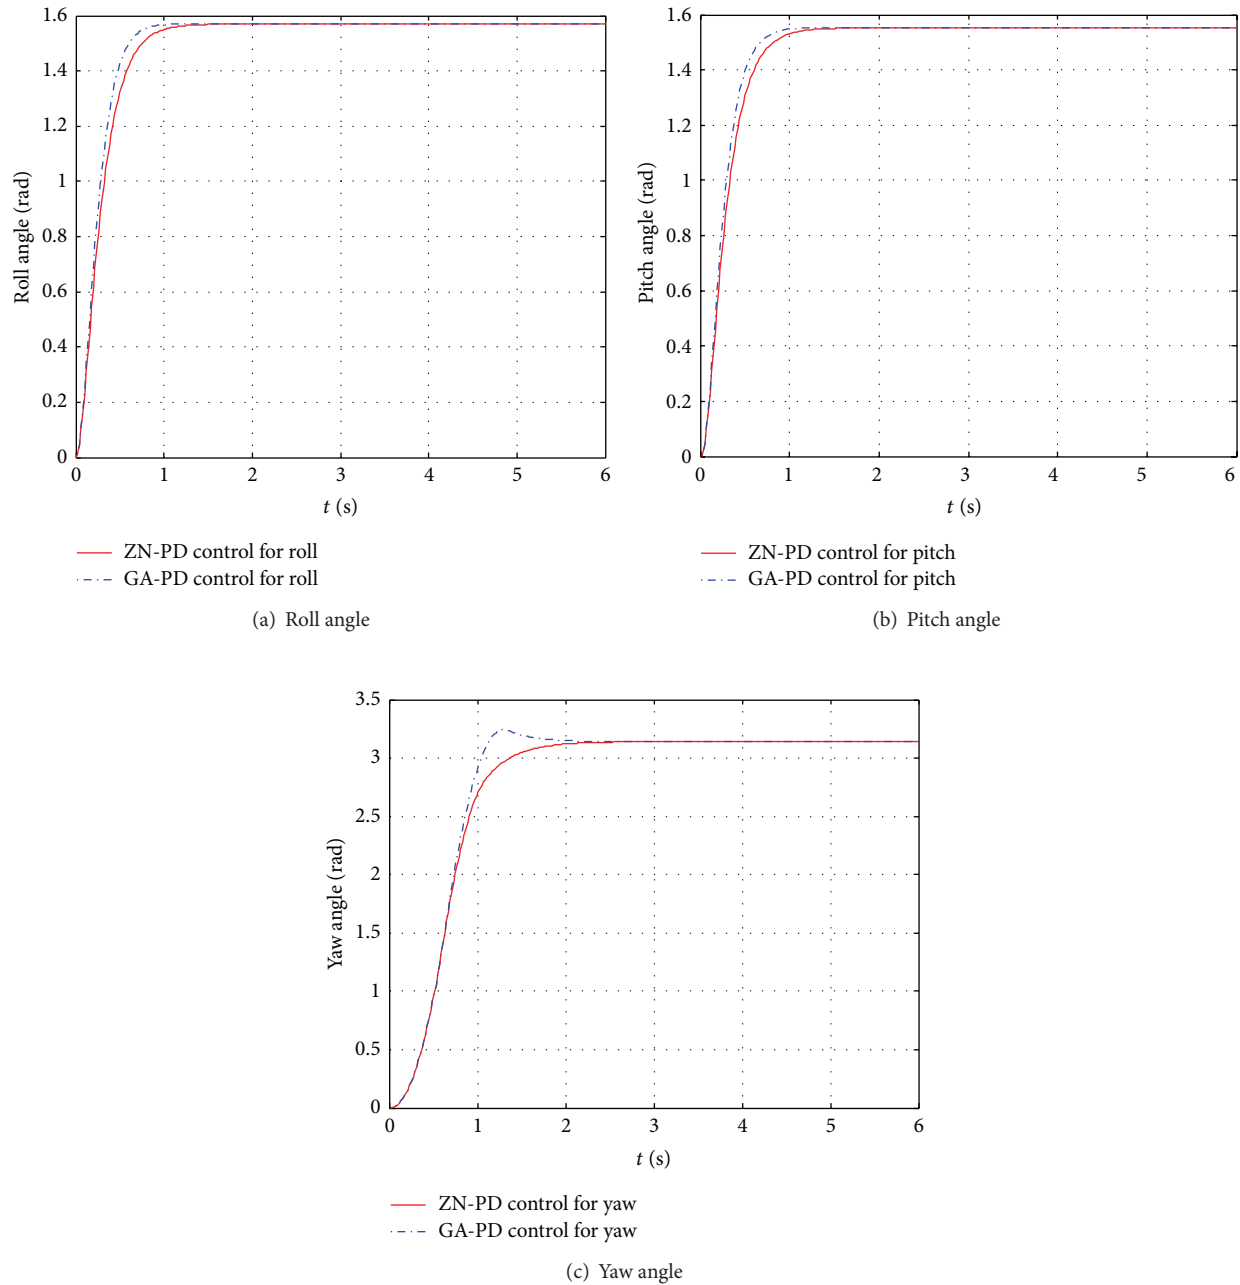 1.6
1.4
1.2
1
0.8
0.6
0.4
0.2
0
Roll angle (rad)
0 1 2 3 4 5 6
t (s)
ZN-PD control for roll
GA-PD control for roll
(a) Roll angle
1.6
1.4
1.2
1
0.8
0.6
0.4
0.2
0
Pitch angle (rad)
0 1 2 3 4 5 6
t (s)
ZN-PD control for pitch
GA-PD control for pitch
(b) Pitch angle
3.5
3
2.5
2
1.5
1
0.5
0
Yaw angle (rad)
0 1 2 3 4 5 6
t (s)
ZN-PD control for yaw
GA-PD control for yaw
(c) Yaw angle